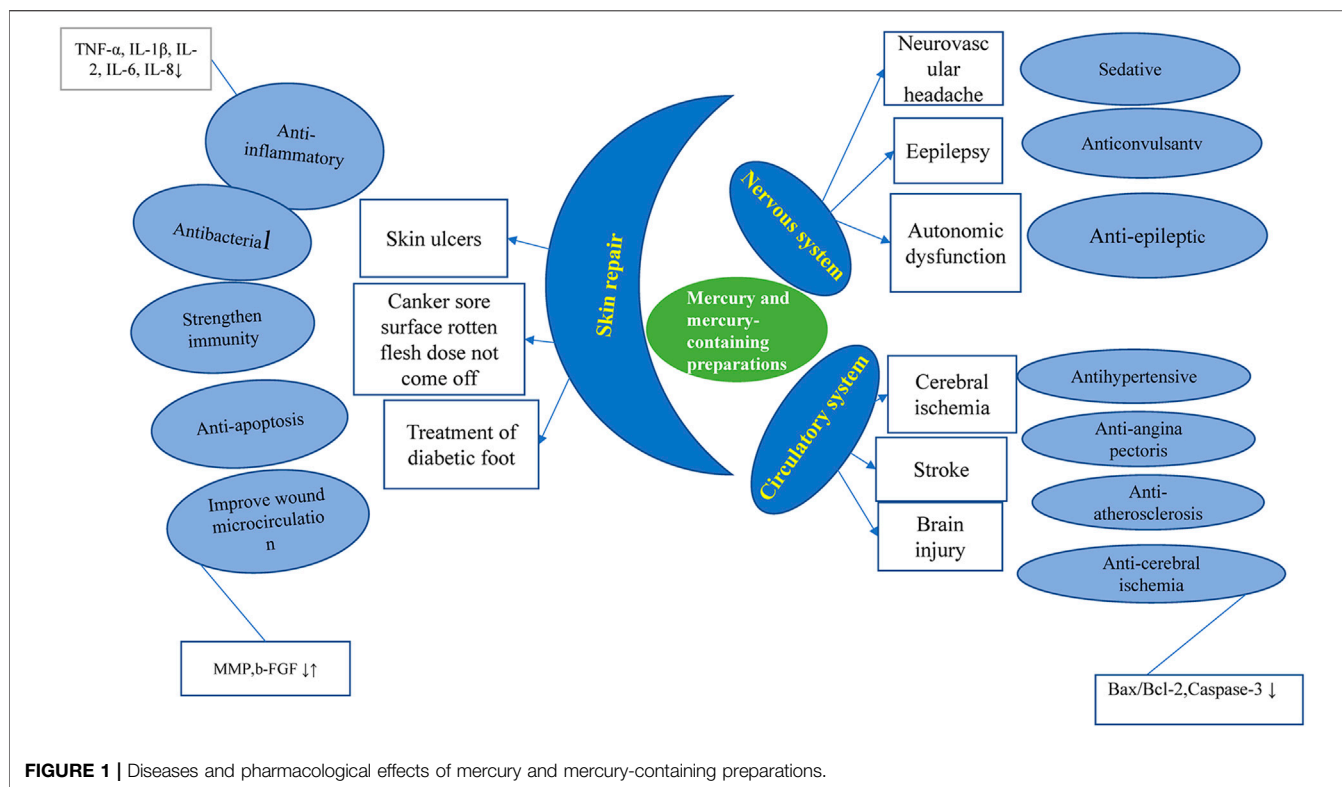 TNF-α, IL-1β, IL-
2, IL-6, IL-8↓
Anti-
inflammatory
Antibacterial
Strengthen
immunity
Anti-apoptosis
Improve wound
microcirculatio
n
MMP,b-FGF ↓↑
Skin ulcers
Canker sore
surface rotten
flesh dose not
come off
Treatment of
diabetic foot
Skin repair
Mercury and
mercury-
containing
preparations
Nervous system
Neurovasc
ular
headache
Eepilepsy
Autonomic
dysfunction
Sedative
Anticonvulsantv
Anti-epileptic
Circulatory system
Cerebral
ischemia
Stroke
Brain
injury
Antihypertensive
Anti-angina
pectoris
Anti-
atherosclerosis
Anti-cerebral
ischemia
Bax/Bcl-2,Caspase-3 ↓
FIGURE 1 | Diseases and pharmacological effects of mercury and mercury-containing preparations.